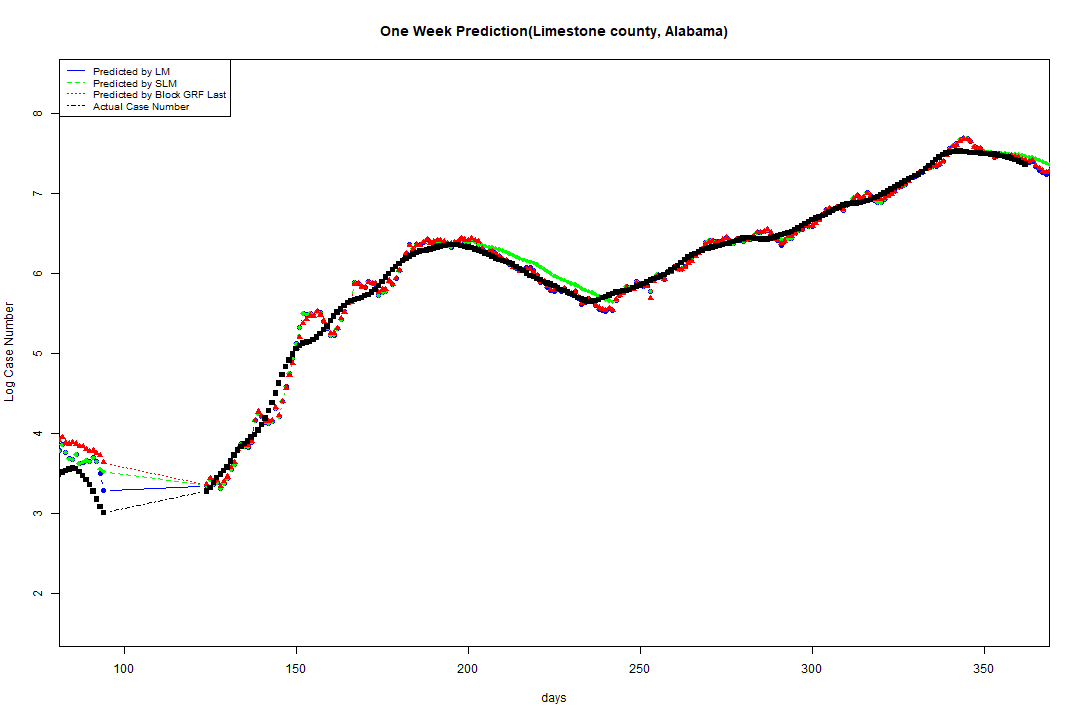 One Week Prediction(Limestone county, Alabama)
Predicted by LM
Predicted by SLM
Predicted by Block GRF Last
Actual Case Number
Log Case Number
8
7
6
5
4
3
2
100 150 200 250 300 350
days